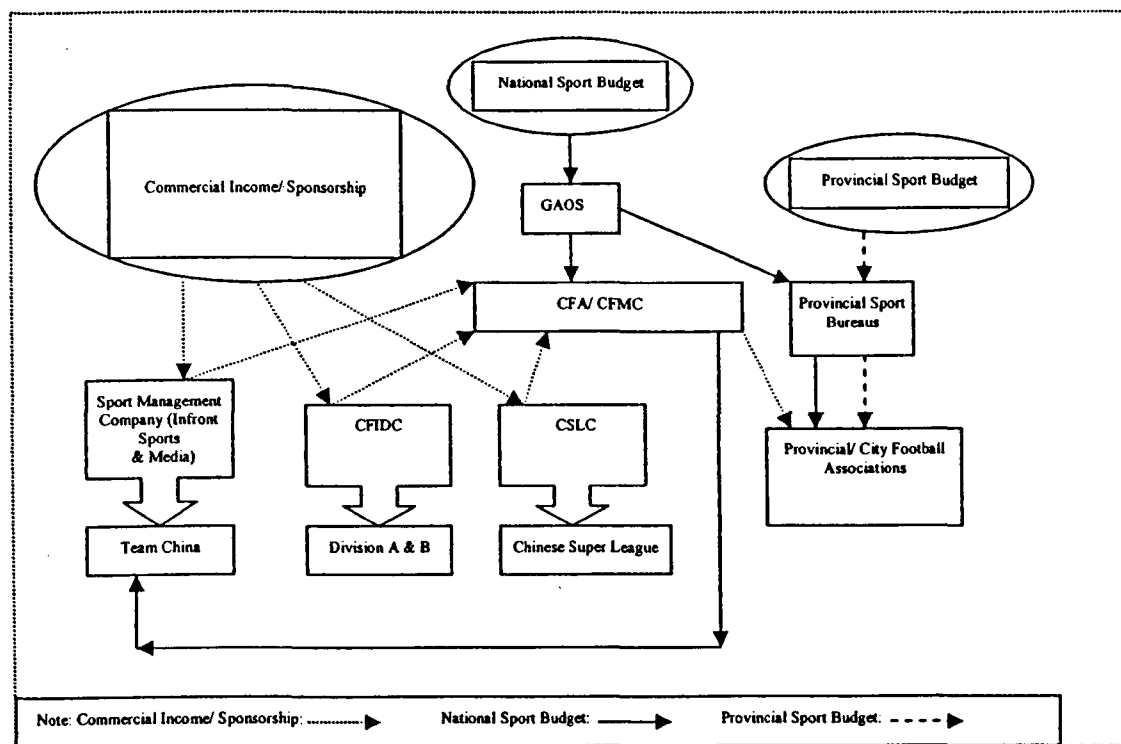 National Sport Budget
Commercial Income/ Sponsorship
Provincial Sport Budget
GAOS
CFA/ CFMC
Provincial Sport
Bureaus
Sport Management
Company (Infront
Sports
& Media)
CFIDC
CSLC
Provincial/ City Football
Associations
Team China
Division A & B
Chinese Super League
Note: Commercial Income/ Sponsorship: National Sport Budget: Provincial Sport Budget: